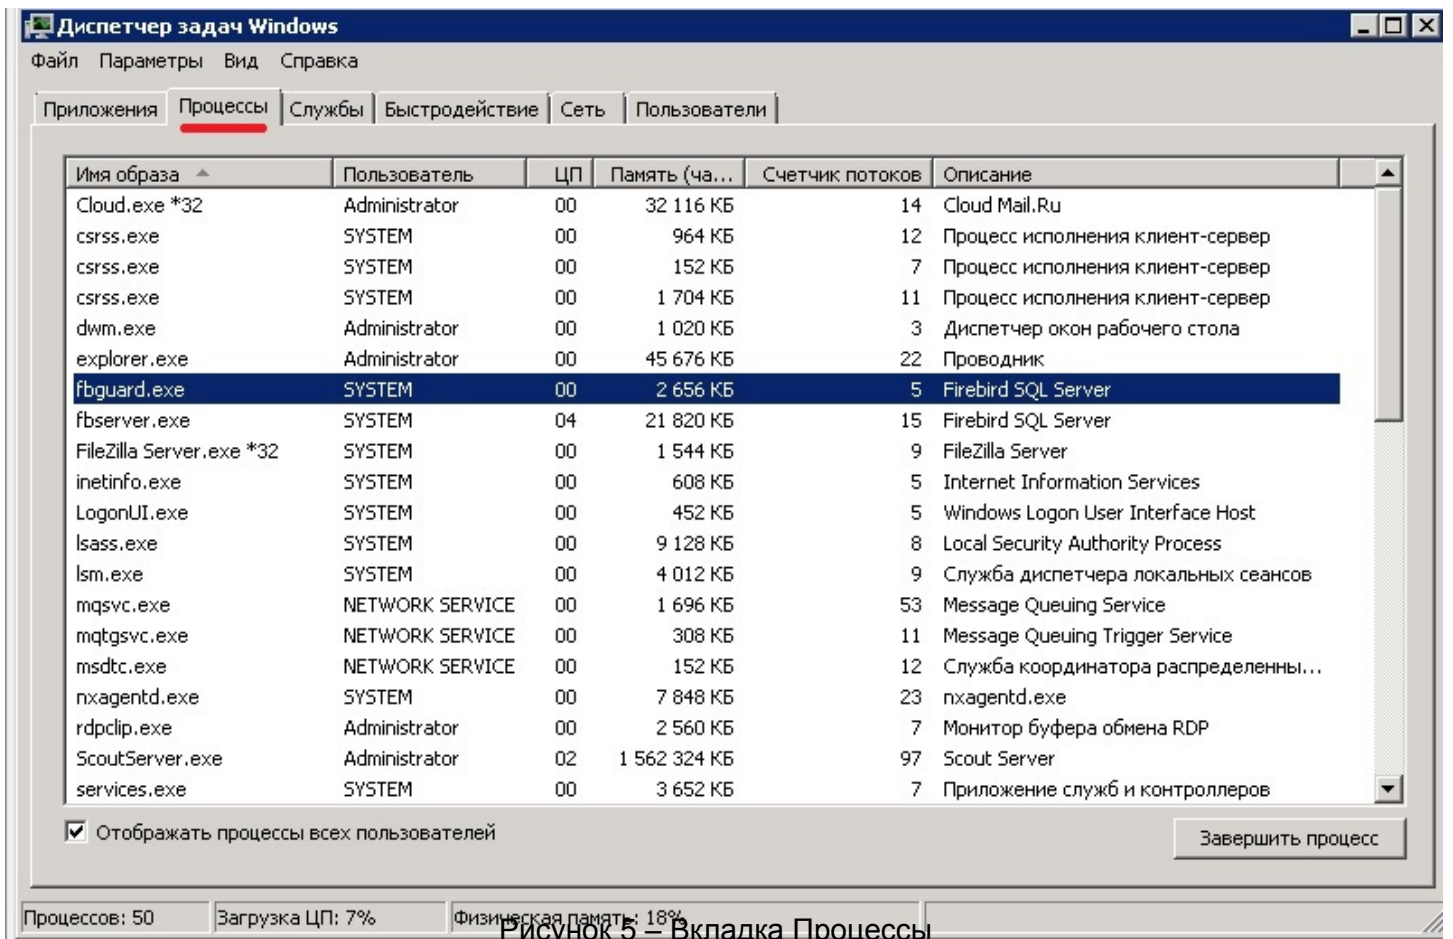 Диспетчер задач Windows
Файл Параметры Вид Справка
Приложения Процессы Службы Быстродействие Сеть Пользователи
Имя образа Пользователь ЦП Память (ча... Счетчик потоков Описание
Cloud.exe *32 Administrator 00 32 116 КБ 14 Cloud Mail.Ru
csrss.exe SYSTEM 00 964 КБ 12 Процесс исполнения клиент-сервер
csrss.exe SYSTEM 00 152 КБ 7 Процесс исполнения клиент-сервер
csrss.exe SYSTEM 00 1 704 КБ 11 Процесс исполнения клиент-сервер
dwm.exe Administrator 00 1 020 КБ 3 Диспетчер окон рабочего стола
explorer.exe Administrator 00 45 676 КБ 22 Проводник
fbguard.exe SYSTEM 00 2 656 КБ 5 Firebird SQL Server
fbserver.exe SYSTEM 04 21 820 КБ 15 Firebird SQL Server
FileZilla Server.exe *32 SYSTEM 00 1 544 КБ 9 FileZilla Server
inetinfo.exe SYSTEM 00 608 КБ 5 Internet Information Services
LogonUI.exe SYSTEM 00 452 КБ 5 Windows Logon User Interface Host
lsass.exe SYSTEM 00 9 128 КБ 8 Local Security Authority Process
lsm.exe SYSTEM 00 4 012 КБ 9 Служба диспетчера локальных сеансов
mqsvc.exe NETWORK SERVICE 00 1 696 КБ 53 Message Queuing Service
mqtgsvc.exe NETWORK SERVICE 00 308 КБ 11 Message Queuing Trigger Service
msdtc.exe NETWORK SERVICE 00 152 КБ 12 Служба координатора распределенны...
nxagentd.exe SYSTEM 00 7 848 КБ 23 nxagentd.exe
rdpclip.exe Administrator 00 2 560 КБ 7 Монитор буфера обмена RDP
ScoutServer.exe Administrator 02 1 562 324 КБ 97 Scout Server
services.exe SYSTEM 00 3 652 КБ 7 Приложение служб и контроллеров
Отображать процессы всех пользователей
Завершить процесс
Процессов: 50 Загрузка ЦП: 7% Физическая память: 18%
Рисунок 5 – Вкладка Процессы